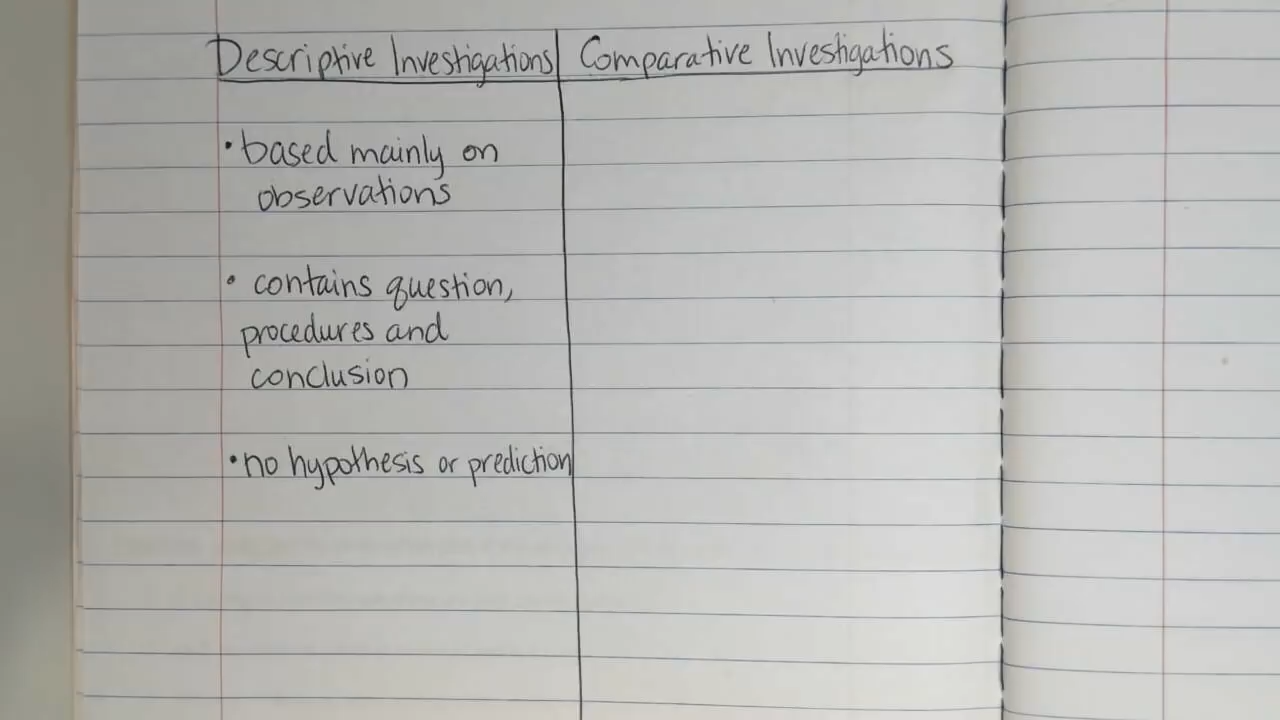 Descriptive Investigations
Comparative Investigations
• based mainly on
observations
• contains question,
procedures and
conclusion
• no hypothesis or prediction